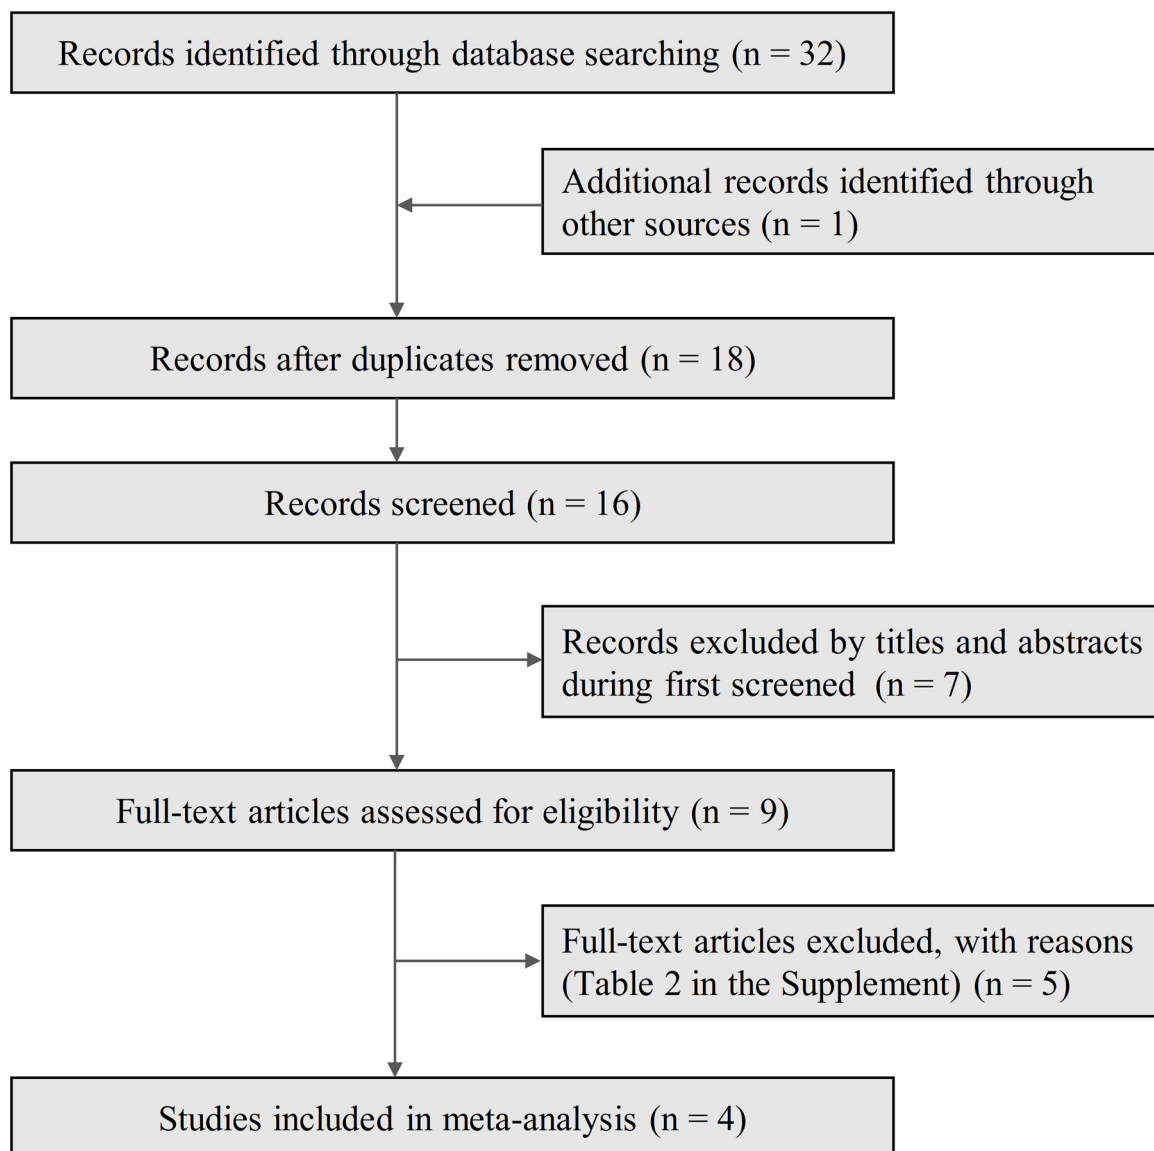 Records identified through database searching (n = 32)
Additional records identified through
other sources (n = 1)
Records after duplicates removed (n = 18)
Records screened (n = 16)
Records excluded by titles and abstracts
during first screened  (n = 7)
Full-text articles assessed for eligibility (n = 9)
Full-text articles excluded, with reasons
(Table 2 in the Supplement) (n = 5)
Studies included in meta-analysis (n = 4)